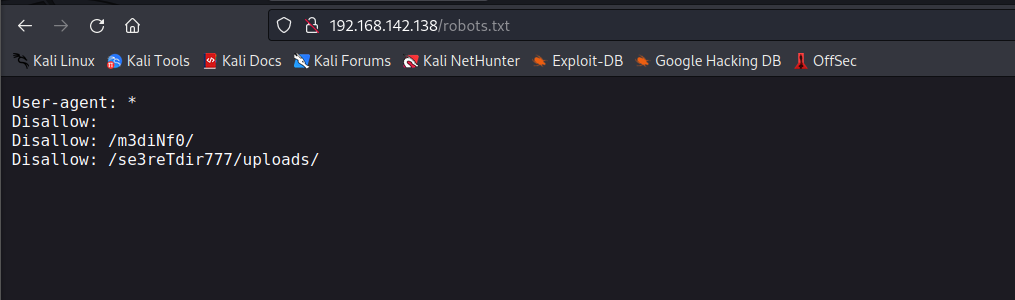 192.168.142.138/robots.txt
Kali Linux Kali Tools Kali Docs Kali Forums Kali NetHunter Exploit-DB Google Hacking DB OffSec
User-agent: *
Disallow:
Disallow: /m3diNf0/
Disallow: /se3reTdir777/uploads/